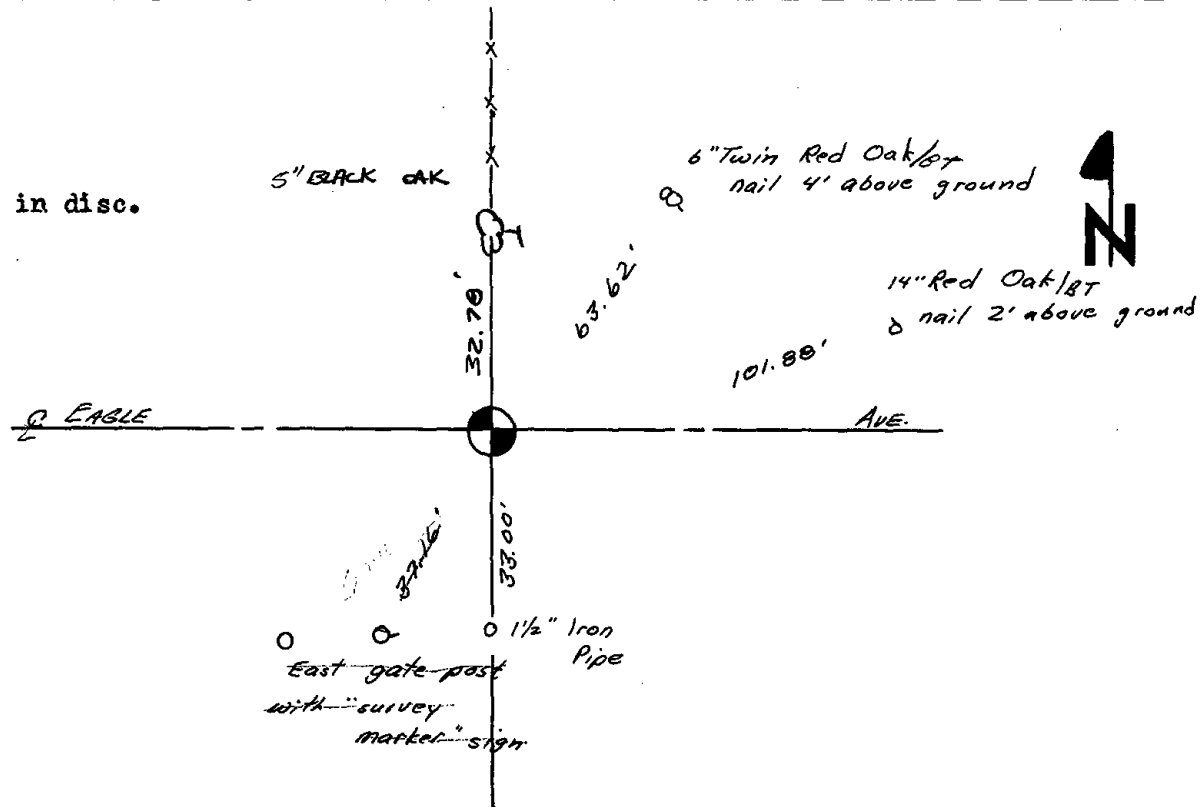 5" BLACK OAK
6" Twin Red Oak/BT
nail 4' above ground
in disc.
N
14" Red Oak/BT
nail 2' above ground
32.78'
63.62'
101.88'
℄ EAGLE AVE.
37.16'
33.00'
1½" Iron
Pipe
East gate post
with "survey
marker" sign